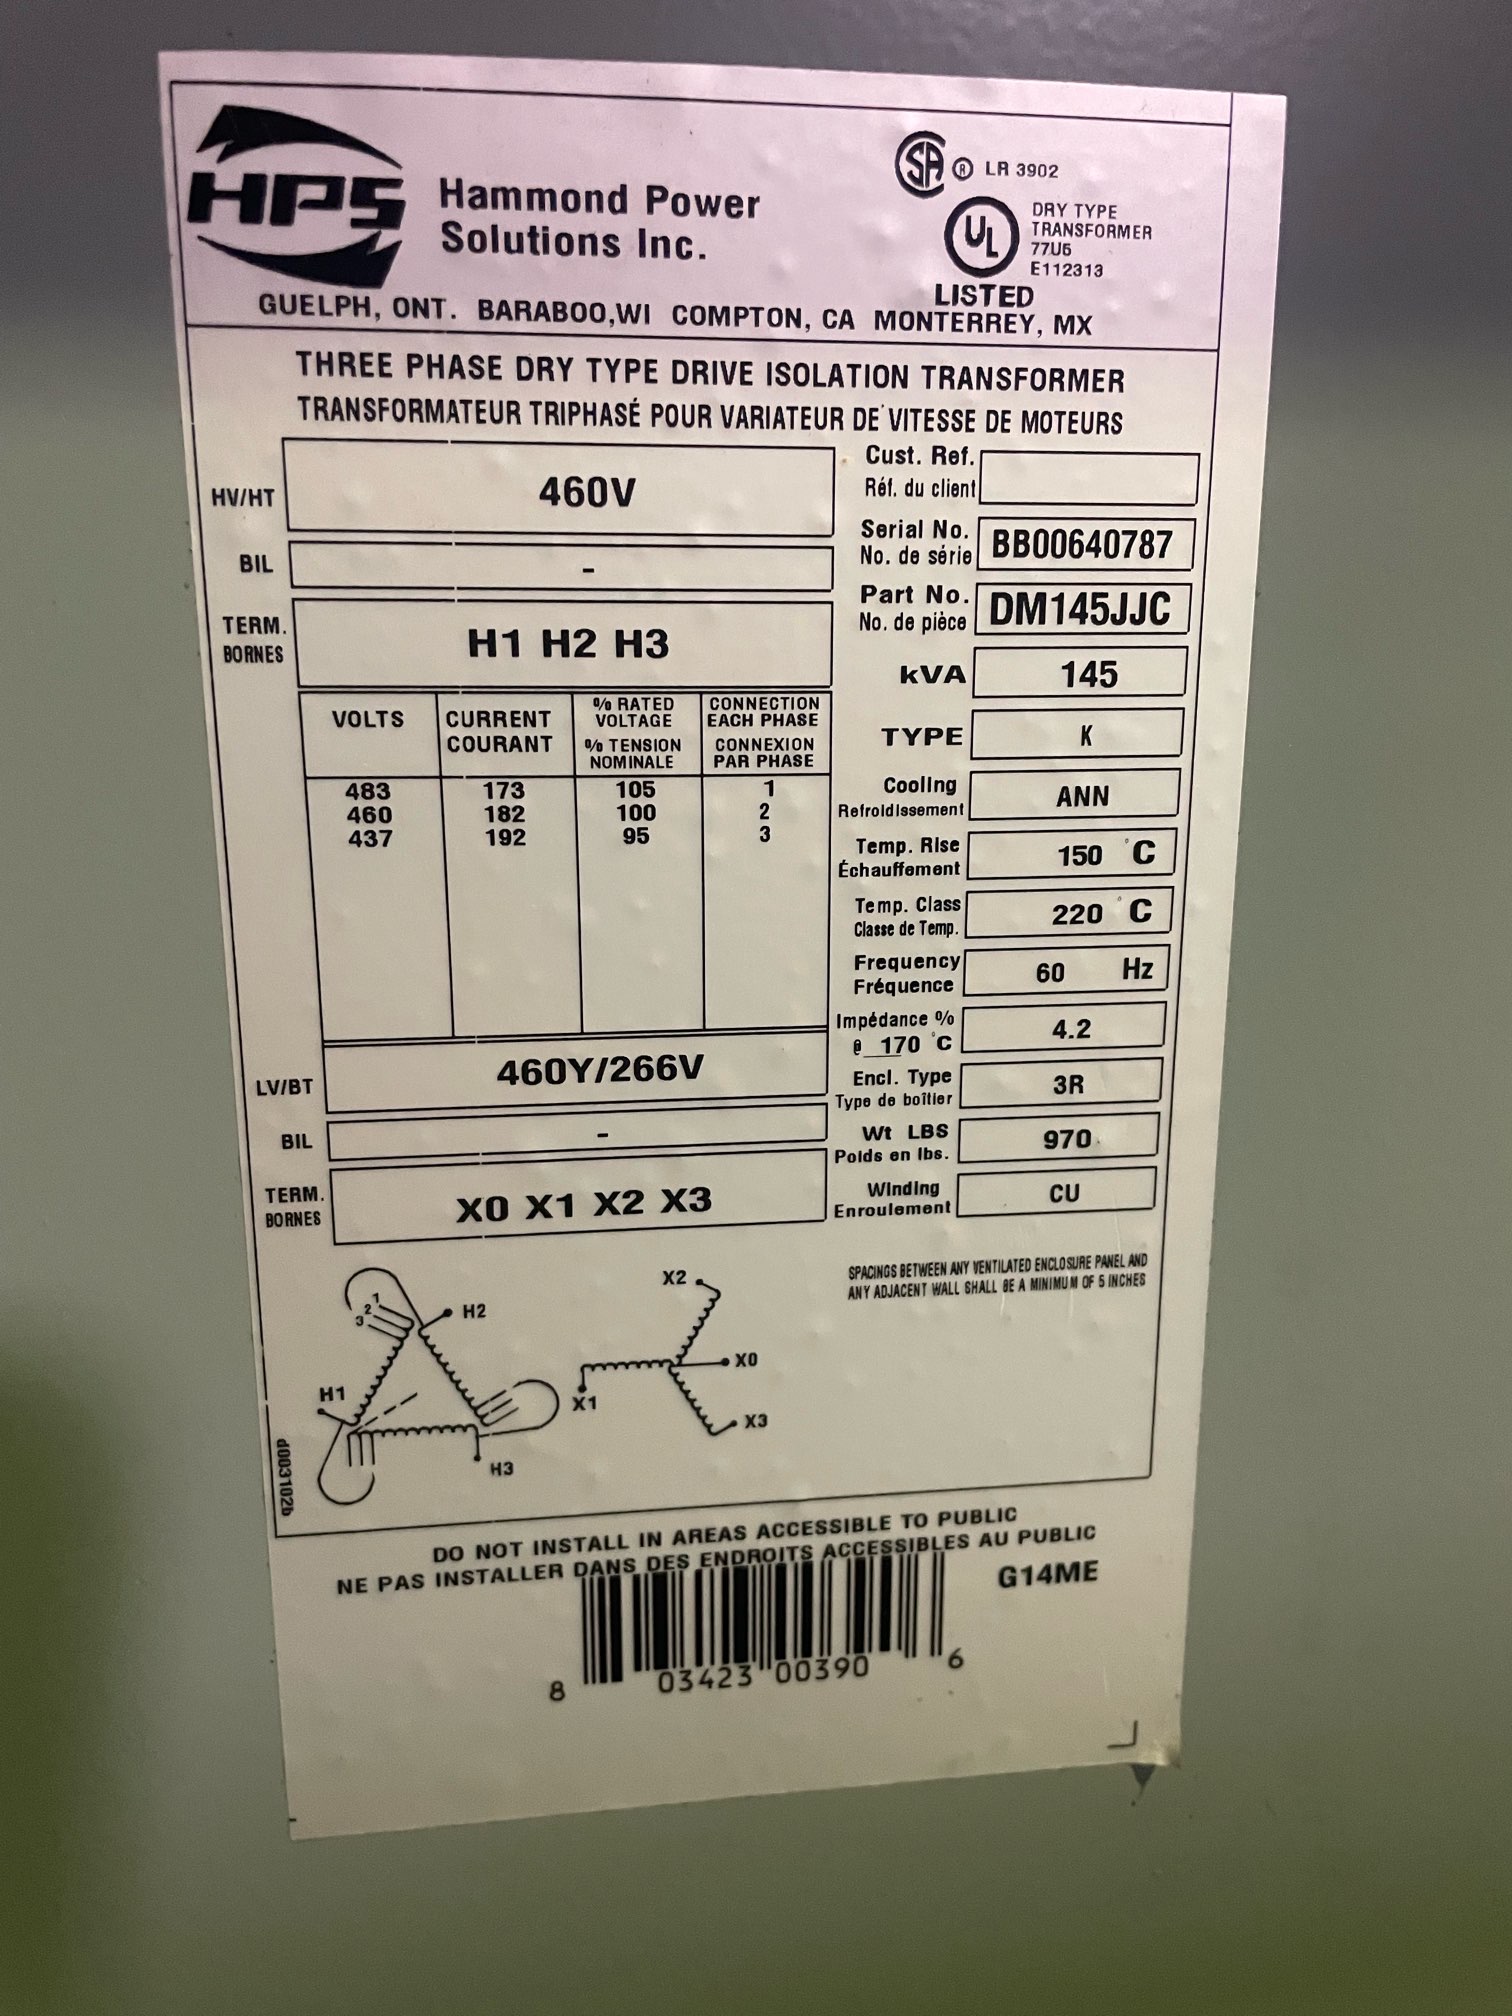 HPS
Hammond Power
Solutions Inc.
SA ® LR 3902
UL
DRY TYPE
TRANSFORMER
77U5
E112313
LISTED
GUELPH, ONT. BARABOO,WI COMPTON, CA MONTERREY, MX
THREE PHASE DRY TYPE DRIVE ISOLATION TRANSFORMER
TRANSFORMATEUR TRIPHASÉ POUR VARIATEUR DE VITESSE DE MOTEURS
HV/HT 460V
BIL -
TERM.
BORNES
H1 H2 H3
VOLTS
CURRENT
COURANT
% RATED
VOLTAGE
% TENSION
NOMINALE
CONNECTION
EACH PHASE
CONNEXION
PAR PHASE
483 173 105 1
460 182 100 2
437 192 95 3
LV/BT 460Y/266V
BIL -
TERM.
BORNES
X0 X1 X2 X3
Cust. Ref.
Réf. du client
Serial No.
No. de série
BB00640787
Part No.
No. de pièce
DM145JJC
kVA 145
TYPE K
Cooling
Refroidissement
ANN
Temp. Rise
Échauffement
150 °C
Temp. Class
Classe de Temp.
220 °C
Frequency
Fréquence
60 Hz
Impédance %
@ 170 °C
4.2
Encl. Type
Type de boîtier
3R
Wt LBS
Poids en lbs.
970
Winding
Enroulement
CU
SPACINGS BETWEEN ANY VENTILATED ENCLOSURE PANEL AND
ANY ADJACENT WALL SHALL BE A MINIMUM OF 5 INCHES
1
2
3
H2
H1
H3
X2
X0
X1
X3
d003102b
DO NOT INSTALL IN AREAS ACCESSIBLE TO PUBLIC
NE PAS INSTALLER DANS DES ENDROITS ACCESSIBLES AU PUBLIC
G14ME
8 03423 00390 6